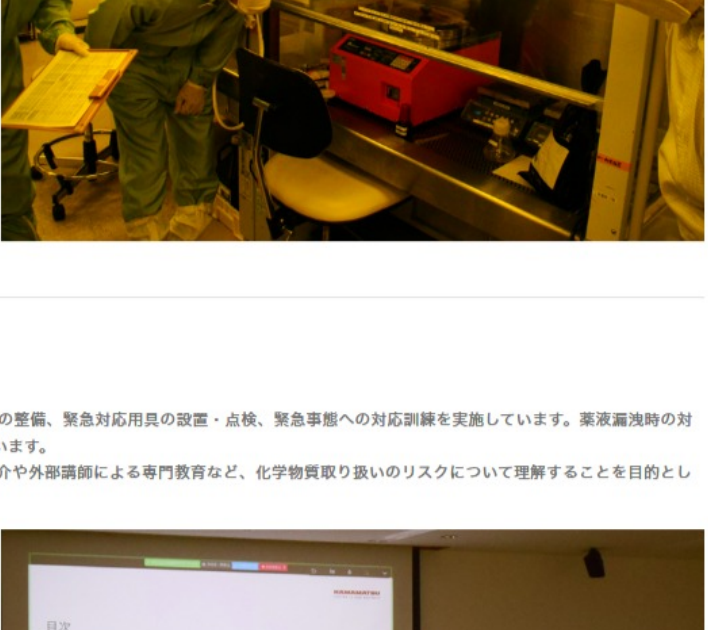 の整備、緊急対応用具の設置・点検、緊急事態への対応訓練を実施しています。薬液漏洩時の対
います。
介や外部講師による専門教育など、化学物質取り扱いのリスクについて理解することを目的とし
HAMAMATSU
目次